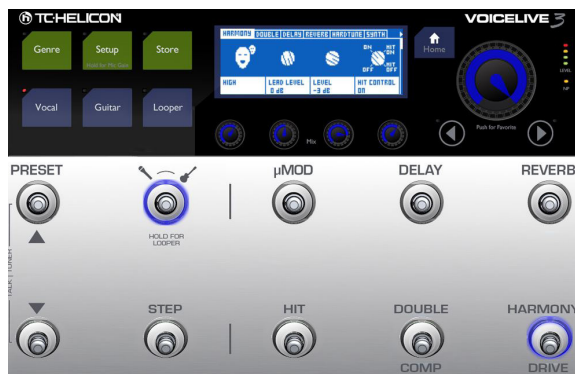 TC·HELICON
VOICELIVE 3
Genre
Setup
Hold for Mix Gain
Store
Home
Vocal
Guitar
Looper
HARMONY DOUBLE DELAY REVERB HARDTUNE SYNTH
ON HIT ON
OFF HIT OFF
HIGH
LEAD LEVEL
0 dB
LEVEL
-3 dB
HIT CONTROL
ON
LEVEL
INP
Mix
Push for Favorite
PRESET
µMOD
DELAY
REVERB
HOLD FOR
LOOPER
TALK | TUNER
STEP
HIT
DOUBLE
HARMONY
COMP
DRIVE